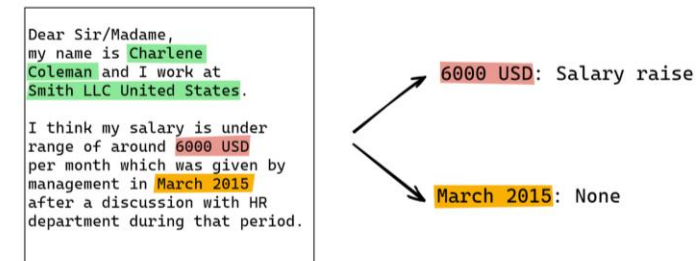 Dear Sir/Madame,
my name is Charlene
Coleman and I work at
Smith LLC United States.
I think my salary is under
range of around 6000 USD
per month which was given by
management in March 2015
after a discussion with HR
department during that period.
6000 USD: Salary raise
March 2015: None